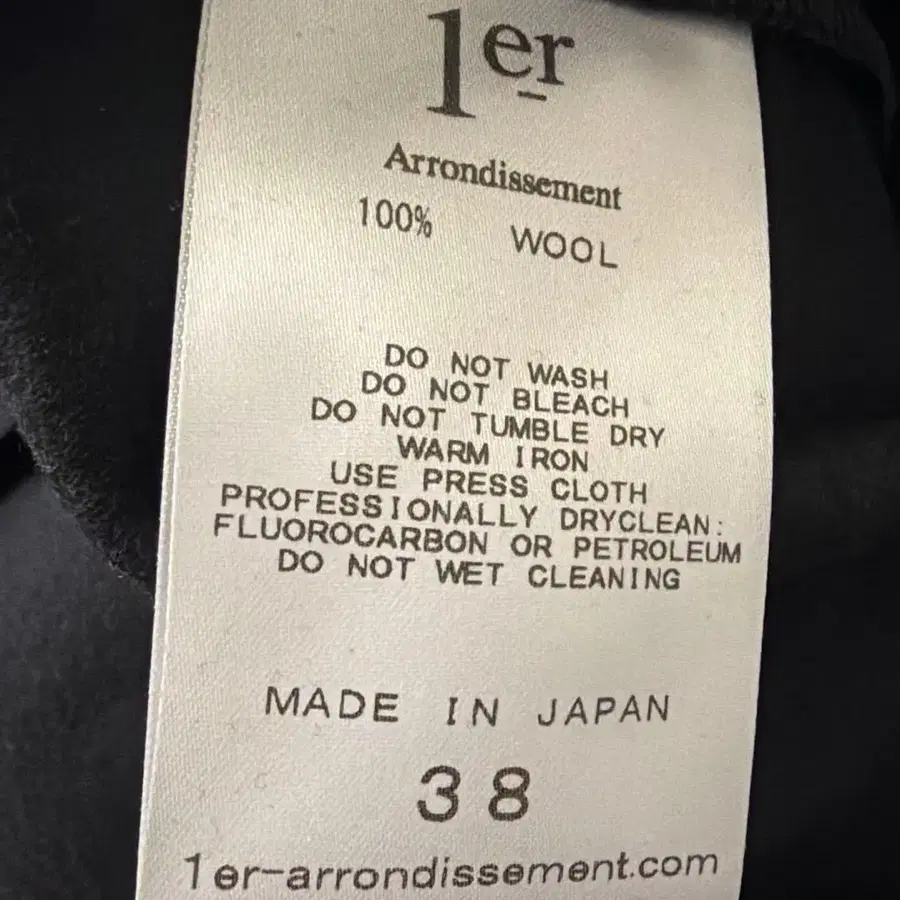 1er
Arrondissement
100% WOOL
DO NOT WASH
DO NOT BLEACH
DO NOT TUMBLE DRY
WARM IRON
USE PRESS CLOTH
PROFESSIONALLY DRYCLEAN:
FLUOROCARBON OR PETROLEUM
DO NOT WET CLEANING
MADE IN JAPAN
38
1er-arrondissement.com